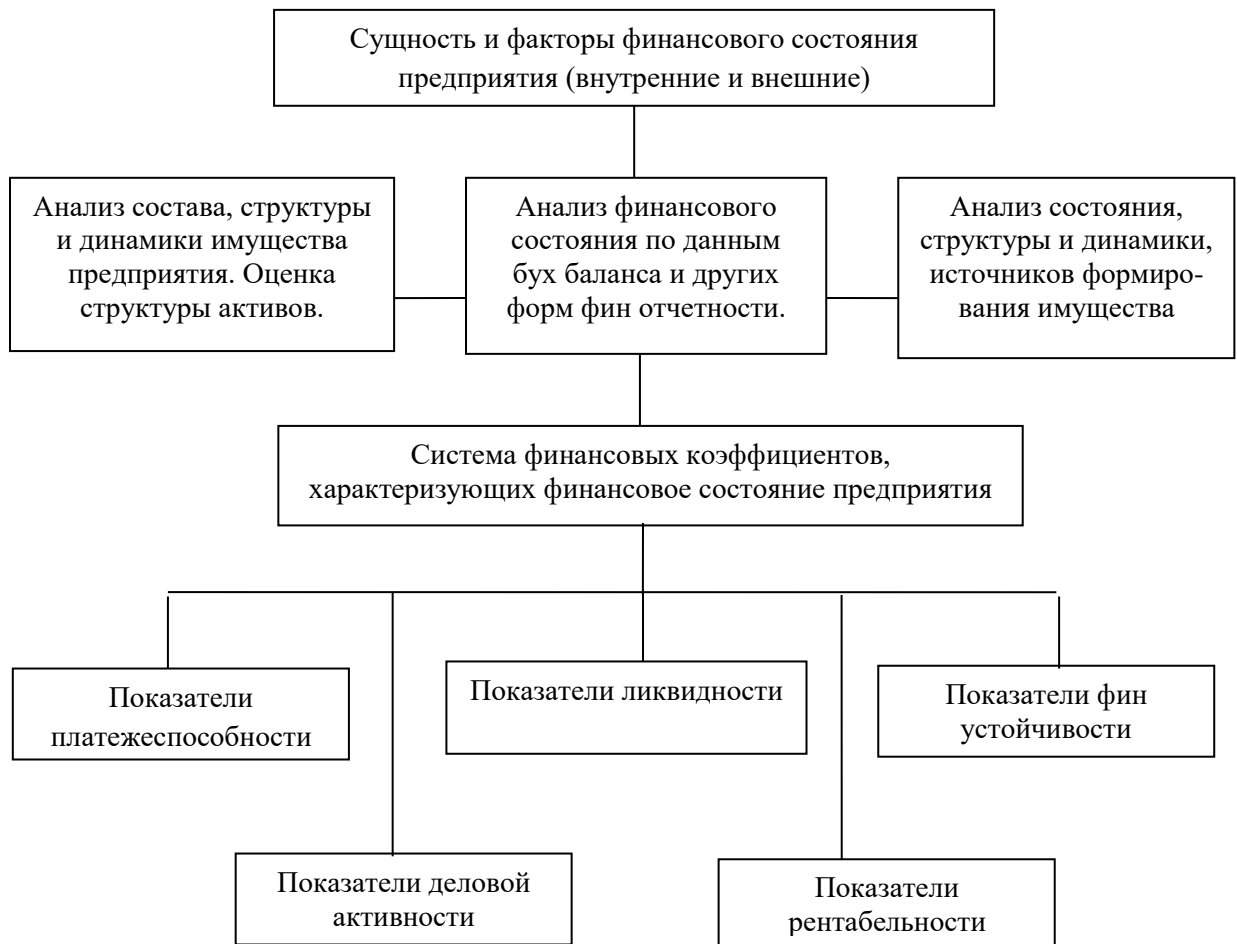 Сущность и факторы финансового состояния
предприятия (внутренние и внешние)
Анализ состава, структуры
и динамики имущества
предприятия. Оценка
структуры активов.
Анализ финансового
состояния по данным
бух баланса и других
форм фин отчетности.
Анализ состояния,
структуры и динамики,
источников формиро-
вания имущества
Система финансовых коэффициентов,
характеризующих финансовое состояние предприятия
Показатели
платежеспособности
Показатели ликвидности
Показатели фин
устойчивости
Показатели деловой
активности
Показатели
рентабельности